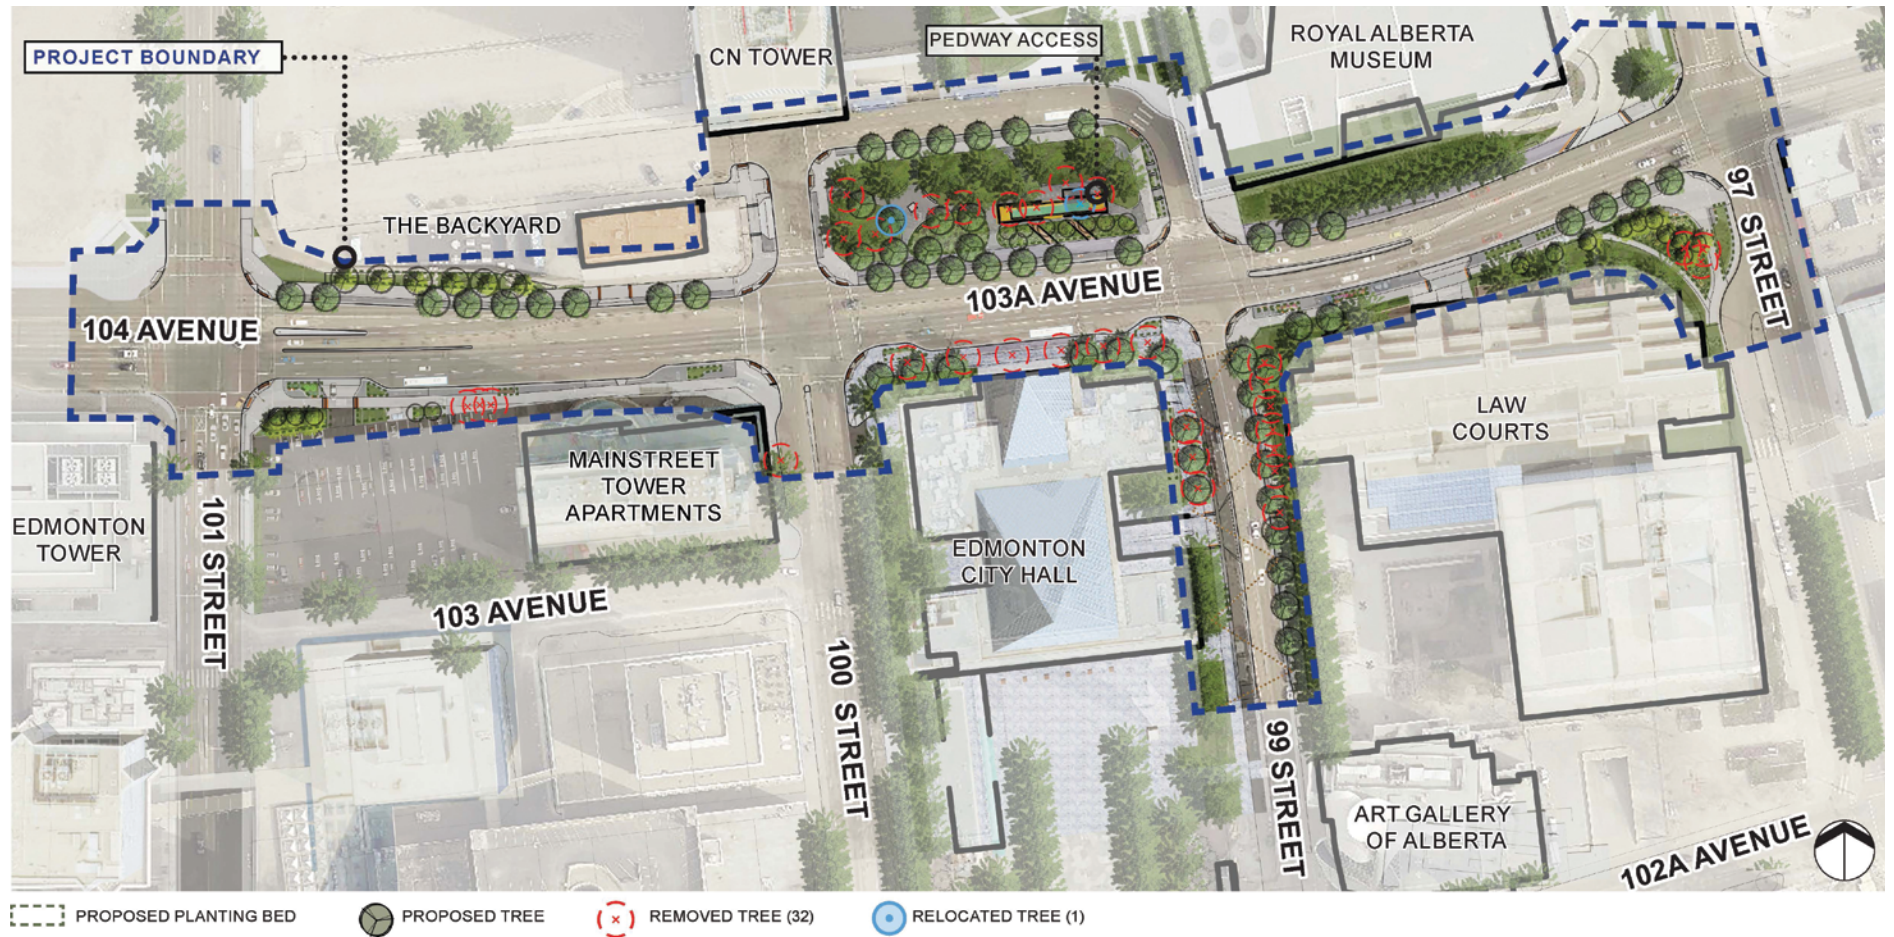 PROJECT BOUNDARY
CN TOWER
PEDWAY ACCESS
ROYAL ALBERTA
MUSEUM
THE BACKYARD
97 STREET
103A AVENUE
104 AVENUE
LAW
COURTS
MAINSTREET
TOWER
APARTMENTS
EDMONTON
TOWER
101 STREET
EDMONTON
CITY HALL
103 AVENUE
100 STREET
99 STREET
ART GALLERY
OF ALBERTA
102A AVENUE
PROPOSED PLANTING BED
PROPOSED TREE
REMOVED TREE (32)
RELOCATED TREE (1)